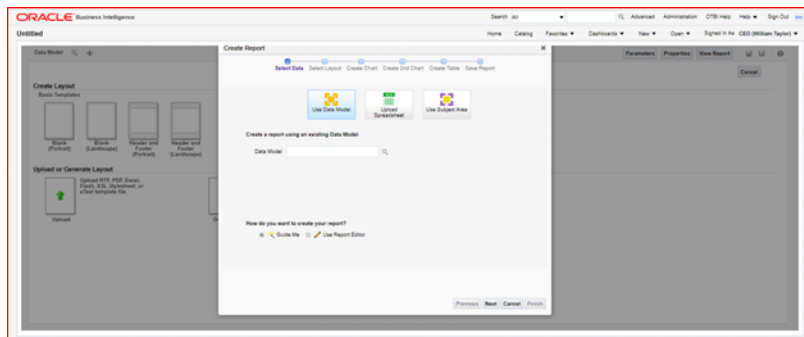 ORACLE Business Intelligence
Search All Advanced Administration OTBI Help Help Sign Out
Untitled
Home Catalog Favorites Dashboards New Open Signed In As CEO (William Taylor)
Data Model
Parameters Properties View Report
Cancel
Create Report
Select Data Select Layout Create Chart Create 2nd Chart Create Table Save Report
Use Data Model
Upload Spreadsheet
Use Subject Area
Create a report using an existing Data Model
Data Model
How do you want to create your report?
Guide Me Use Report Editor
Previous Next Cancel Finish
Create Layout
Basic Templates
Blank (Portrait)
Blank (Landscape)
Header and Footer (Portrait)
Header and Footer (Landscape)
Upload or Generate Layout
Upload RTF, PDF, Excel,
Flash, XSL Stylesheet, or
eText template file.
Upload